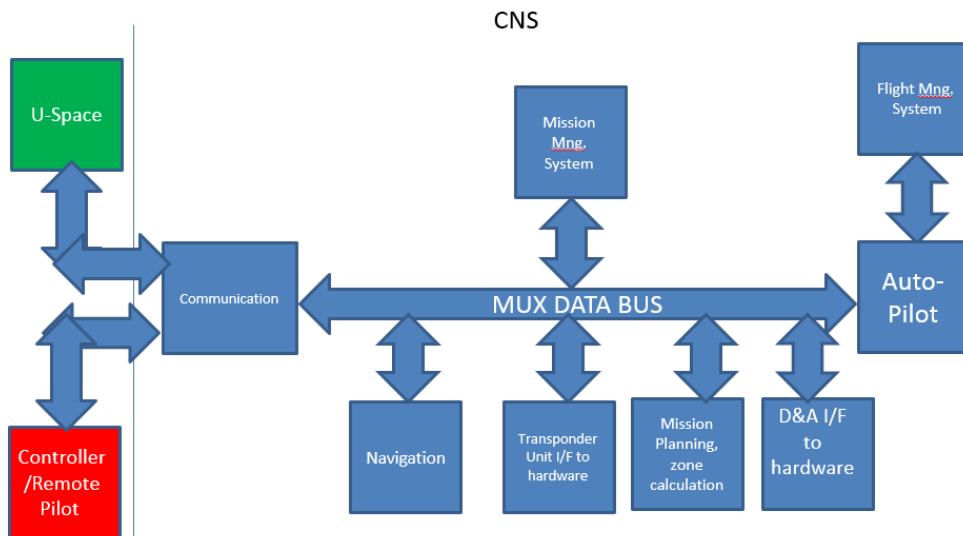 CNS
U-Space
Mission
Mng.
System
Flight Mng.
System
Communication
MUX DATA BUS
Auto-
Pilot
Controller
/Remote
Pilot
Navigation
Transponder
Unit I/F to
hardware
Mission
Planning,
zone
calculation
D&A I/F
to
hardware